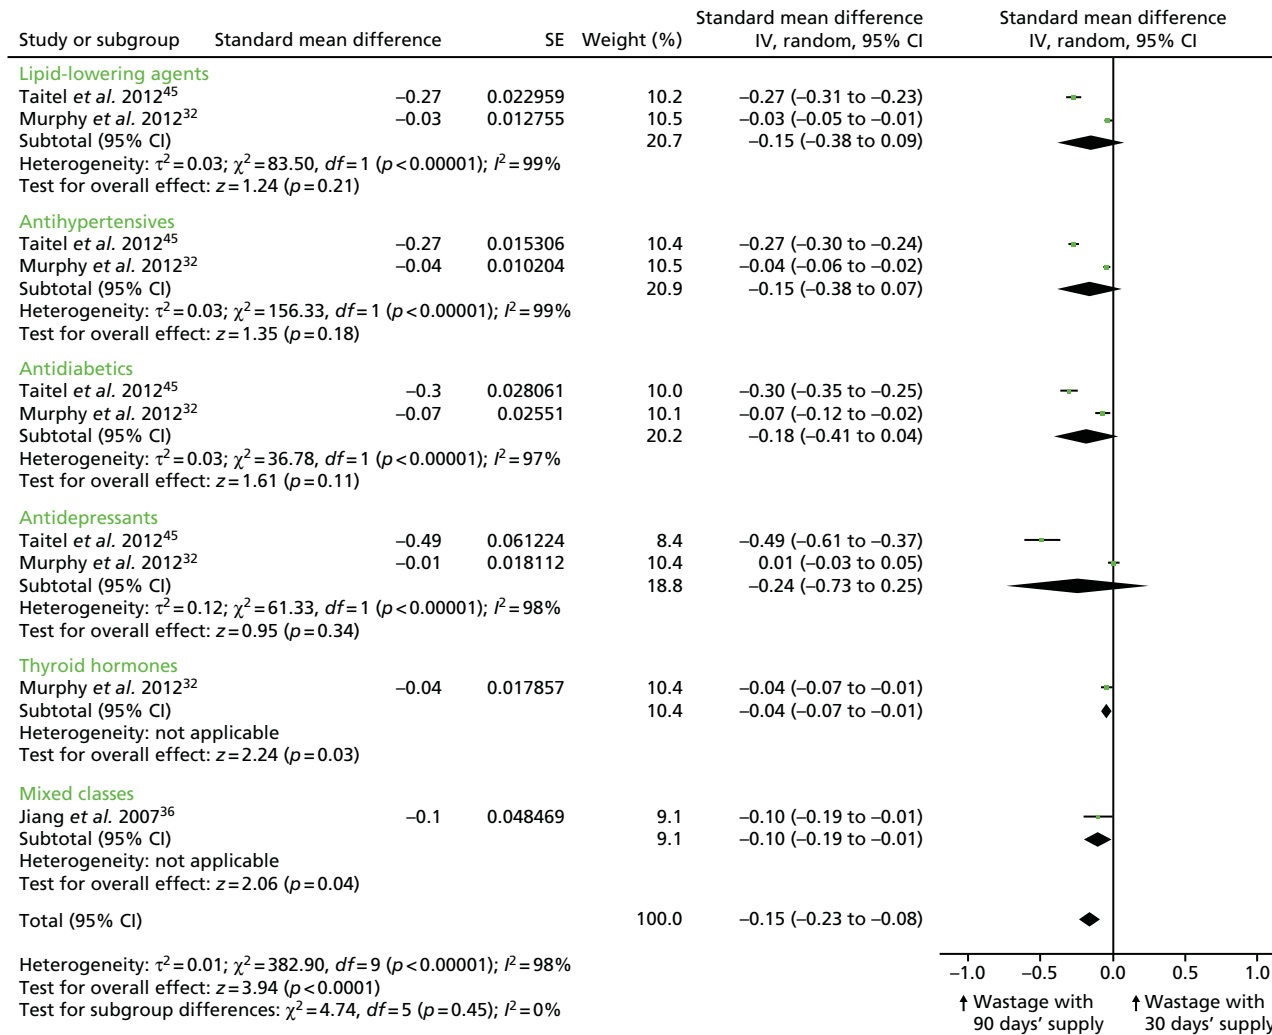 Standard mean difference Standard mean difference
Study or subgroup Standard mean difference SE Weight (%) IV, random, 95% CI IV, random, 95% CI
Lipid-lowering agents
Taitel et al. 2012⁴⁵ –0.27 0.022959 10.2 –0.27 (–0.31 to –0.23)
Murphy et al. 2012³² –0.03 0.012755 10.5 –0.03 (–0.05 to –0.01)
Subtotal (95% CI) 20.7 –0.15 (–0.38 to 0.09)
Heterogeneity: τ²=0.03; χ²=83.50, df=1 (p<0.00001); I²=99%
Test for overall effect: z=1.24 (p=0.21)
Antihypertensives
Taitel et al. 2012⁴⁵ –0.27 0.015306 10.4 –0.27 (–0.30 to –0.24)
Murphy et al. 2012³² –0.04 0.010204 10.5 –0.04 (–0.06 to –0.02)
Subtotal (95% CI) 20.9 –0.15 (–0.38 to 0.07)
Heterogeneity: τ²=0.03; χ²=156.33, df=1 (p<0.00001); I²=99%
Test for overall effect: z=1.35 (p=0.18)
Antidiabetics
Taitel et al. 2012⁴⁵ –0.3 0.028061 10.0 –0.30 (–0.35 to –0.25)
Murphy et al. 2012³² –0.07 0.02551 10.1 –0.07 (–0.12 to –0.02)
Subtotal (95% CI) 20.2 –0.18 (–0.41 to 0.04)
Heterogeneity: τ²=0.03; χ²=36.78, df=1 (p<0.00001); I²=97%
Test for overall effect: z=1.61 (p=0.11)
Antidepressants
Taitel et al. 2012⁴⁵ –0.49 0.061224 8.4 –0.49 (–0.61 to –0.37)
Murphy et al. 2012³² –0.01 0.018112 10.4 0.01 (–0.03 to 0.05)
Subtotal (95% CI) 18.8 –0.24 (–0.73 to 0.25)
Heterogeneity: τ²=0.12; χ²=61.33, df=1 (p<0.00001); I²=98%
Test for overall effect: z=0.95 (p=0.34)
Thyroid hormones
Murphy et al. 2012³² –0.04 0.017857 10.4 –0.04 (–0.07 to –0.01)
Subtotal (95% CI) 10.4 –0.04 (–0.07 to –0.01)
Heterogeneity: not applicable
Test for overall effect: z=2.24 (p=0.03)
Mixed classes
Jiang et al. 2007³⁶ –0.1 0.048469 9.1 –0.10 (–0.19 to –0.01)
Subtotal (95% CI) 9.1 –0.10 (–0.19 to –0.01)
Heterogeneity: not applicable
Test for overall effect: z=2.06 (p=0.04)
Total (95% CI) 100.0 –0.15 (–0.23 to –0.08)
Heterogeneity: τ²=0.01; χ²=382.90, df=9 (p<0.00001); I²=98%
Test for overall effect: z=3.94 (p<0.0001)
Test for subgroup differences: χ²=4.74, df=5 (p=0.45); I²=0%
–1.0 –0.5 0.0 0.5 1.0
↑ Wastage with ↑ Wastage with
90 days' supply 30 days' supply